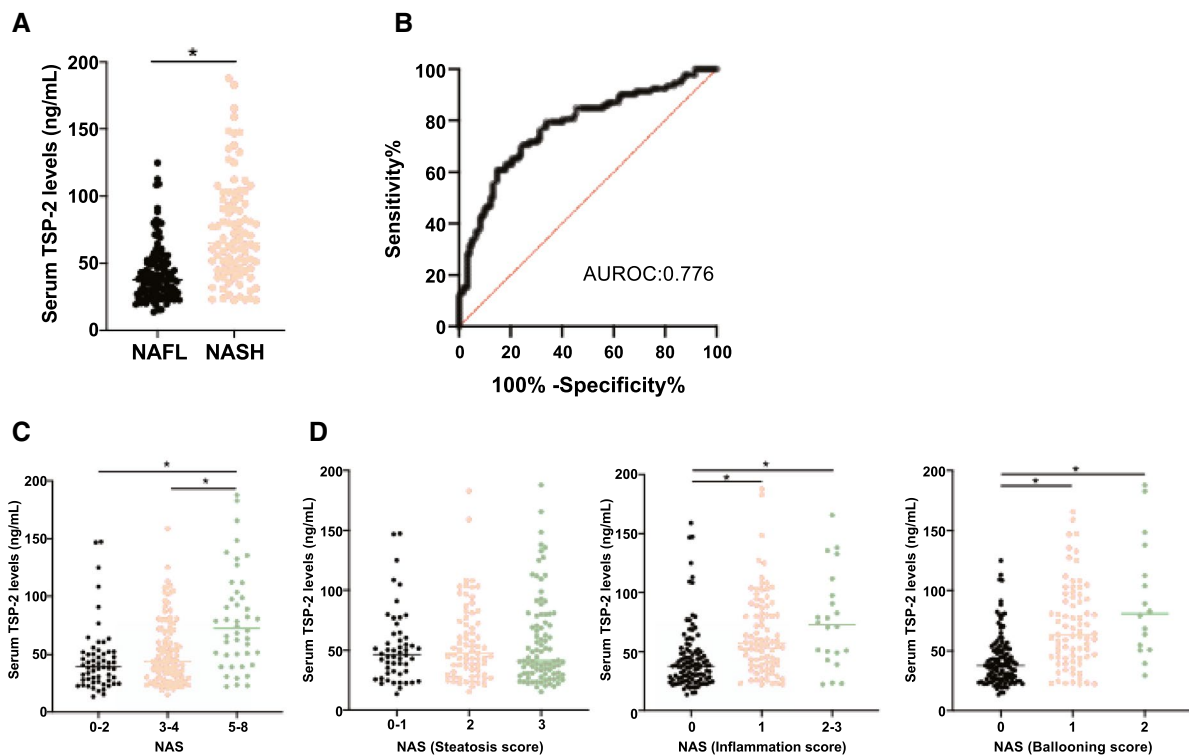 A
Serum TSP-2 levels (ng/mL)
200
150
100
50
0
*
NAFL NASH
B
Sensitivity%
100
80
60
40
20
0
AUROC:0.776
0 20 40 60 80 100
100% -Specificity%
C
Serum TSP-2 levels (ng/mL)
200
150
100
50
0
*
*
0-2 3-4 5-8
NAS
D
Serum TSP-2 levels (ng/mL)
200
150
100
50
0
0-1 2 3
NAS (Steatosis score)
Serum TSP-2 levels (ng/mL)
200
150
100
50
0
*
*
0 1 2-3
NAS (Inflammation score)
Serum TSP-2 levels (ng/mL)
200
150
100
50
0
*
*
0 1 2
NAS (Ballooning score)